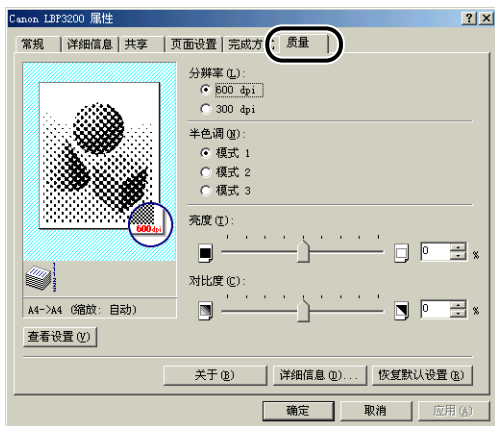 Canon LBP3200 属性
常规 详细信息 共享 页面设置 完成方 质量
分辨率(L):
600 dpi
300 dpi
半色调(N):
模式 1
模式 2
模式 3
600dpi
亮度(T):
0 %
1
2
对比度(C):
A4->A4 (缩放: 自动)
0 %
查看设置(V)
关于(B) 详细信息(D)... 恢复默认设置(R)
确定 取消 应用(A)